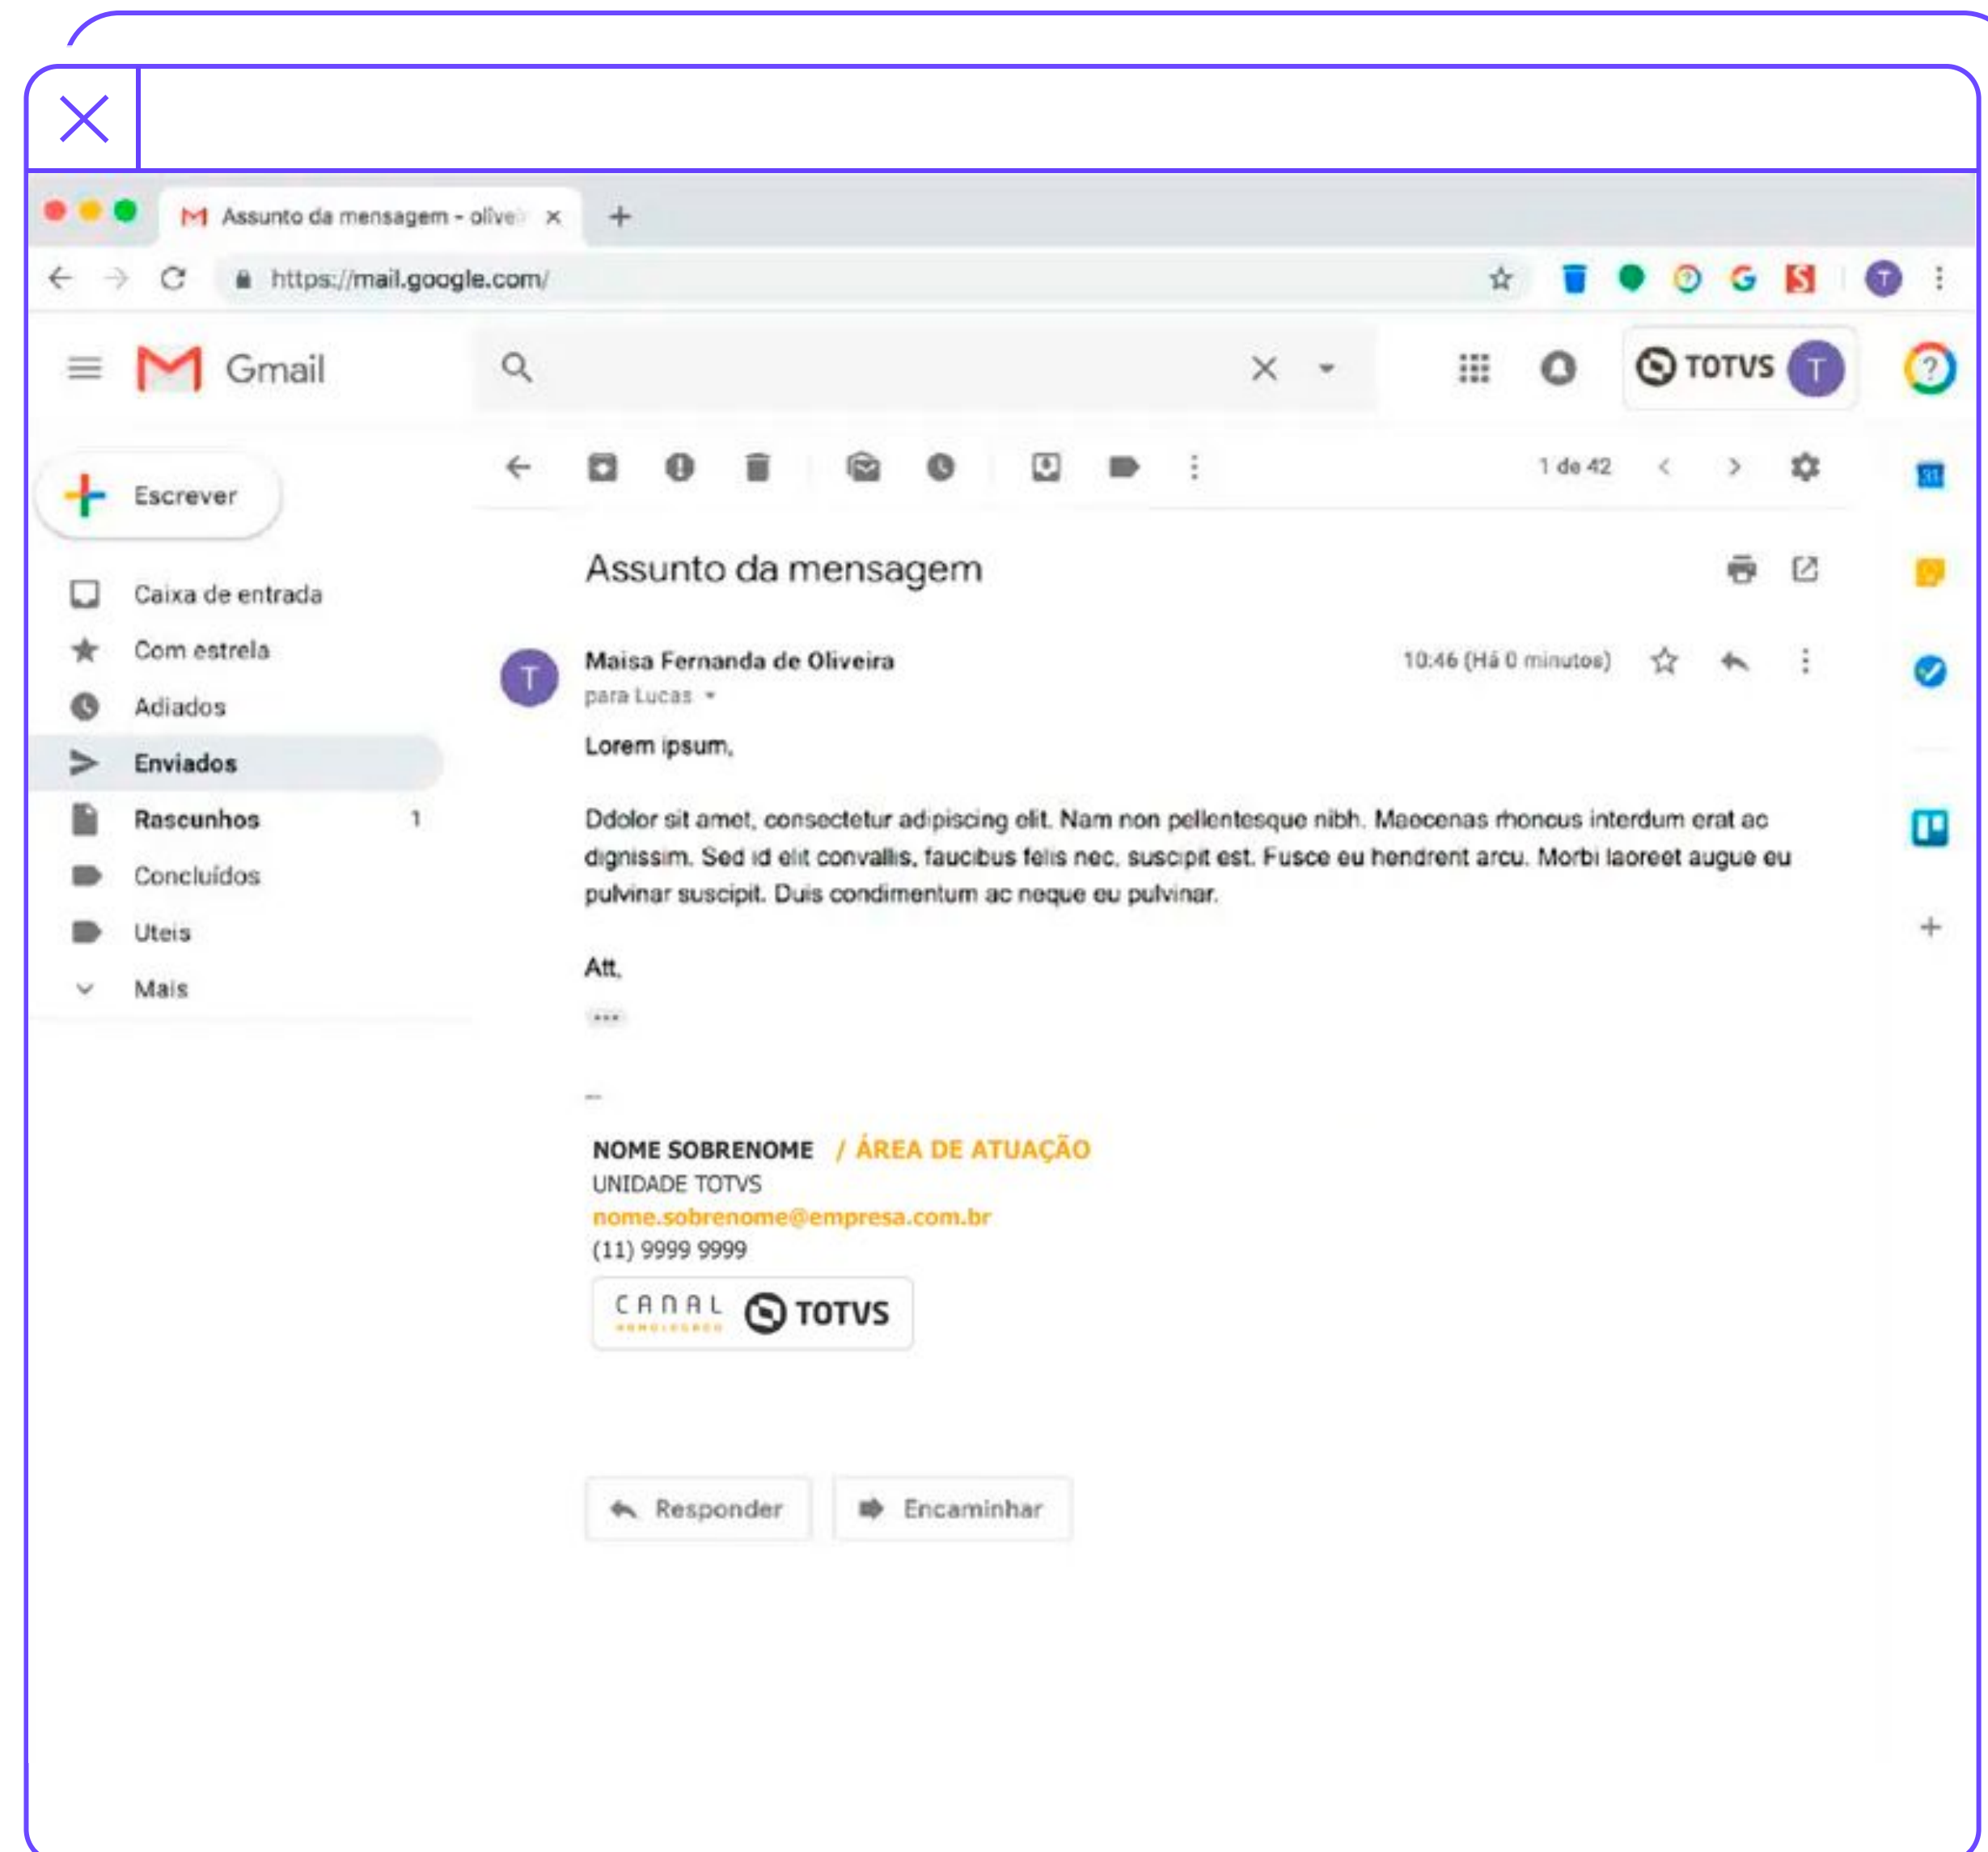 Assunto da mensagem - olivei
https://mail.google.com/
Gmail
TOTVS T
Escrever
1 de 42
31
Caixa de entrada
Com estrela
Adiados
Enviados
Rascunhos 1
Concluídos
Uteis
Mais
Assunto da mensagem
T Maisa Fernanda de Oliveira 10:46 (Há 0 minutos)
para Lucas
Lorem ipsum,
Ddolor sit amet, consectetur adipiscing elit. Nam non pellentesque nibh. Maecenas rhoncus interdum erat ac
dignissim. Sed id elit convallis, faucibus felis nec, suscipit est. Fusce eu hendrerit arcu. Morbi laoreet augue eu
pulvinar suscipit. Duis condimentum ac neque eu pulvinar.
Att,
...
--
NOME SOBRENOME / ÁREA DE ATUAÇÃO
UNIDADE TOTVS
nome.sobrenome@empresa.com.br
(11) 9999 9999
CANAL TOTVS
HOMOLOGADO
Responder Encaminhar